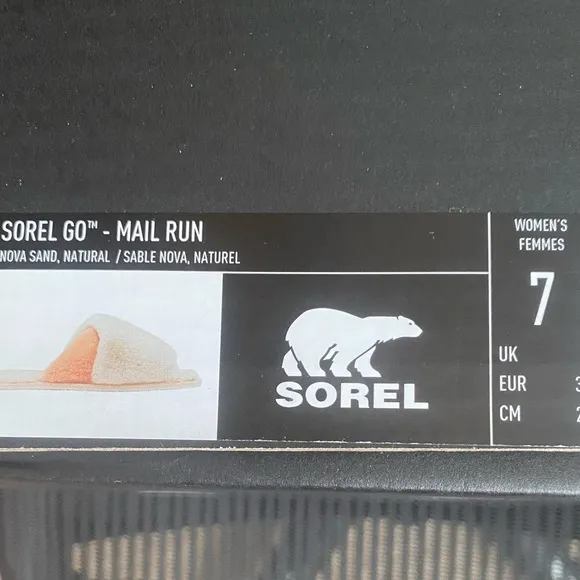 SOREL GO™ - MAIL RUN
NOVA SAND, NATURAL / SABLE NOVA, NATUREL
SOREL
WOMEN'S
FEMMES
7
UK
EUR
CM